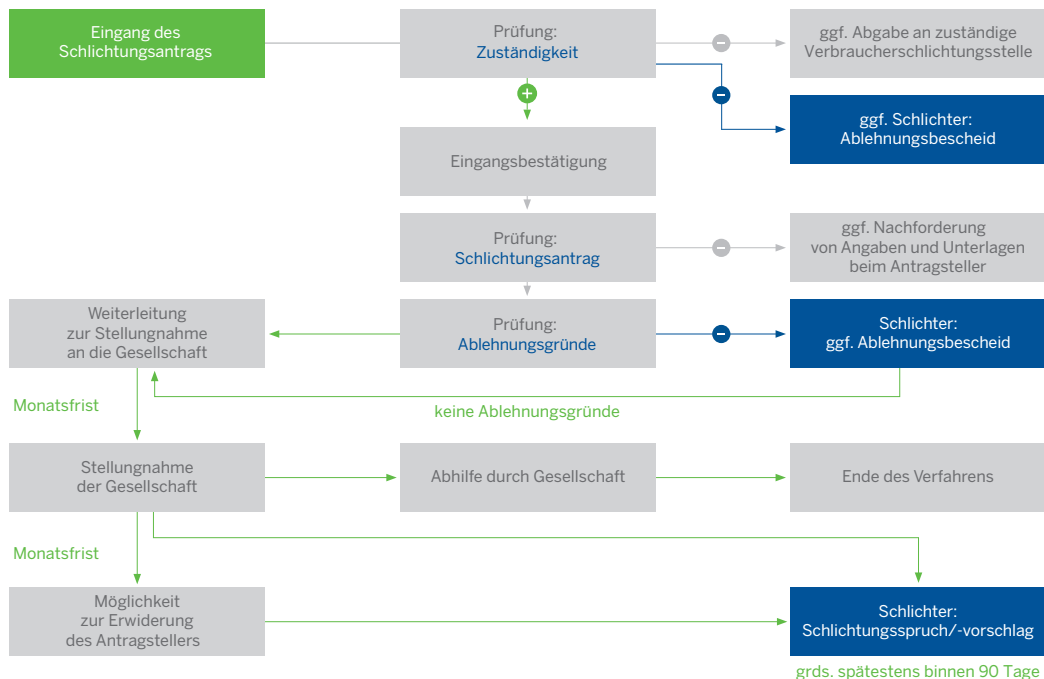 Eingang des
Schlichtungsantrags
Prüfung:
Zuständigkeit
ggf. Abgabe an zuständige
Verbraucherschlichtungsstelle
ggf. Schlichter:
Ablehnungsbescheid
Eingangsbestätigung
Prüfung:
Schlichtungsantrag
ggf. Nachforderung
von Angaben und Unterlagen
beim Antragsteller
Weiterleitung
zur Stellungnahme
an die Gesellschaft
Prüfung:
Ablehnungsgründe
Schlichter:
ggf. Ablehnungsbescheid
Monatsfrist
keine Ablehnungsgründe
Stellungnahme
der Gesellschaft
Abhilfe durch Gesellschaft
Ende des Verfahrens
Monatsfrist
Möglichkeit
zur Erwiderung
des Antragstellers
Schlichter:
Schlichtungsspruch/-vorschlag
grds. spätestens binnen 90 Tage